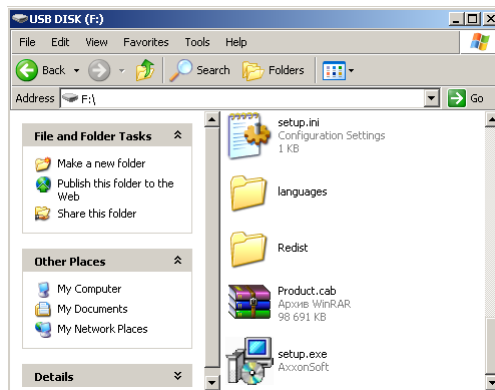 USB DISK (F:)
File Edit View Favorites Tools Help
Back Search Folders
Address F:\ Go
File and Folder Tasks
Make a new folder
Publish this folder to the
Web
Share this folder
Other Places
My Computer
My Documents
My Network Places
Details
setup.ini
Configuration Settings
1 KB
languages
Redist
Product.cab
Архив WinRAR
98 691 KB
setup.exe
AxxonSoft